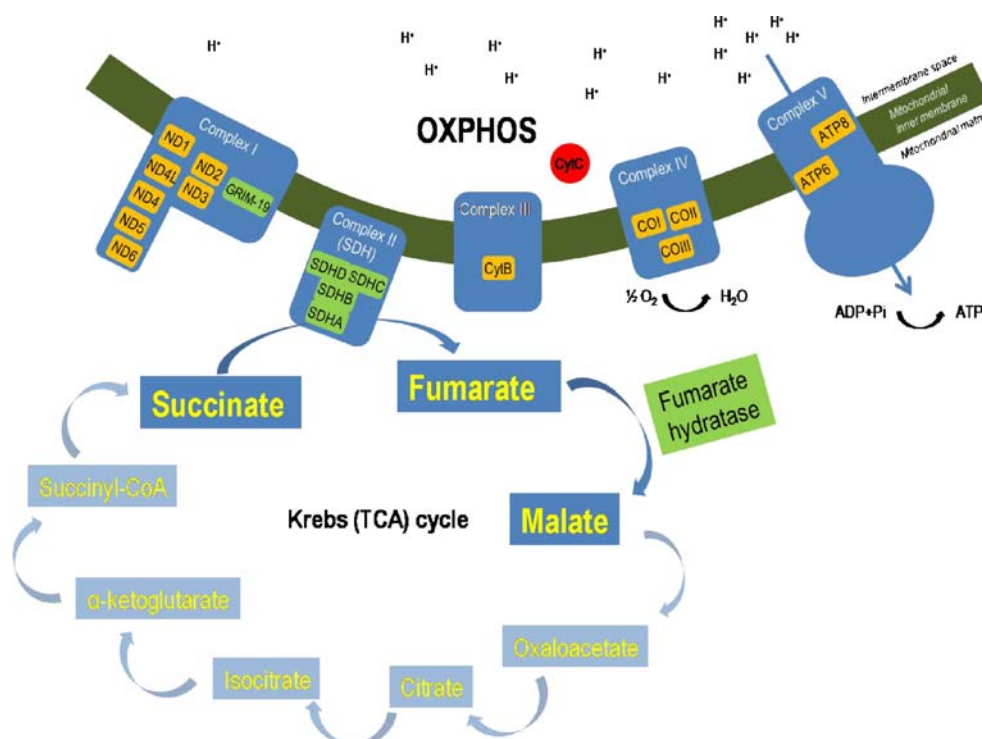 H+
H+
H+
H+
H+
H+
H+
H+
H+
H+
H+
H+
H+
H+
OXPHOS
Complex I
ND1
ND2
ND4L
ND3
GRIM-19
ND4
ND5
ND6
Complex II
(SDH)
SDHD SDHC
SDHB
SDHA
Complex III
CytB
CytC
Complex IV
COI
COII
COIII
½ O2
H2O
Complex V
ATP8
ATP6
ADP+Pi
ATP
Intermembrane space
Mitochondrial
inner membrane
Mitochondrial matri
Succinate
Fumarate
Fumarate
hydratase
Malate
Krebs (TCA) cycle
Succinyl-CoA
α-ketoglutarate
Isocitrate
Citrate
Oxaloacetate